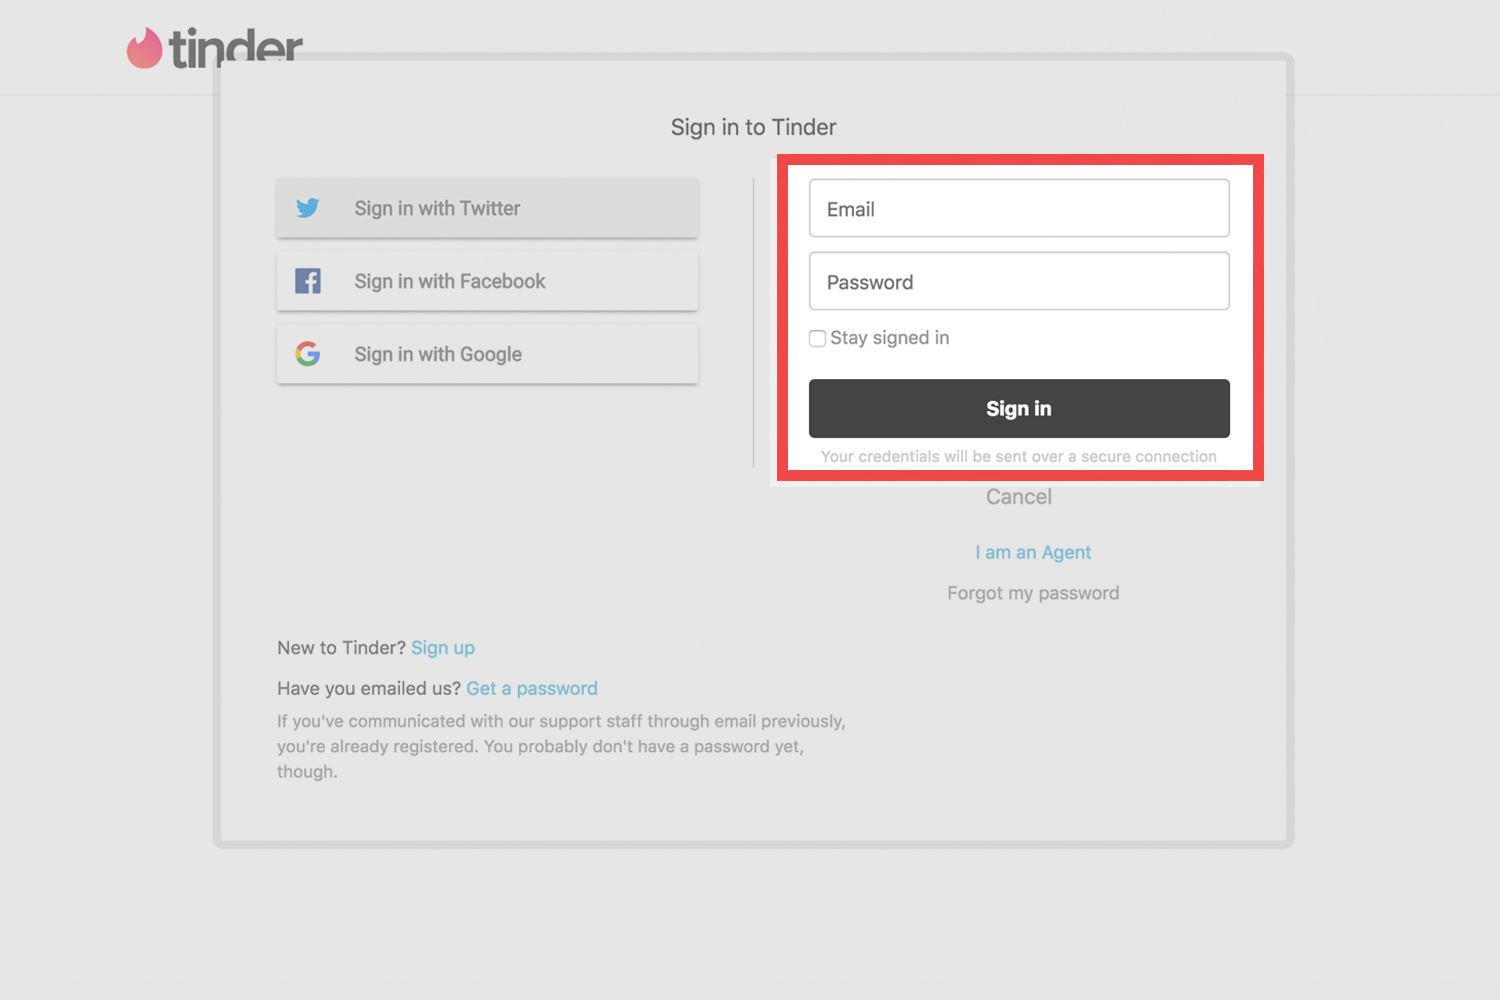 tinder
Sign in to Tinder
Sign in with Twitter
Sign in with Facebook
Sign in with Google
Email
Password
Stay signed in
Sign in
Your credentials will be sent over a secure connection
Cancel
I am an Agent
Forgot my password
New to Tinder? Sign up
Have you emailed us? Get a password
If you've communicated with our support staff through email previously,
you're already registered. You probably don't have a password yet,
though.